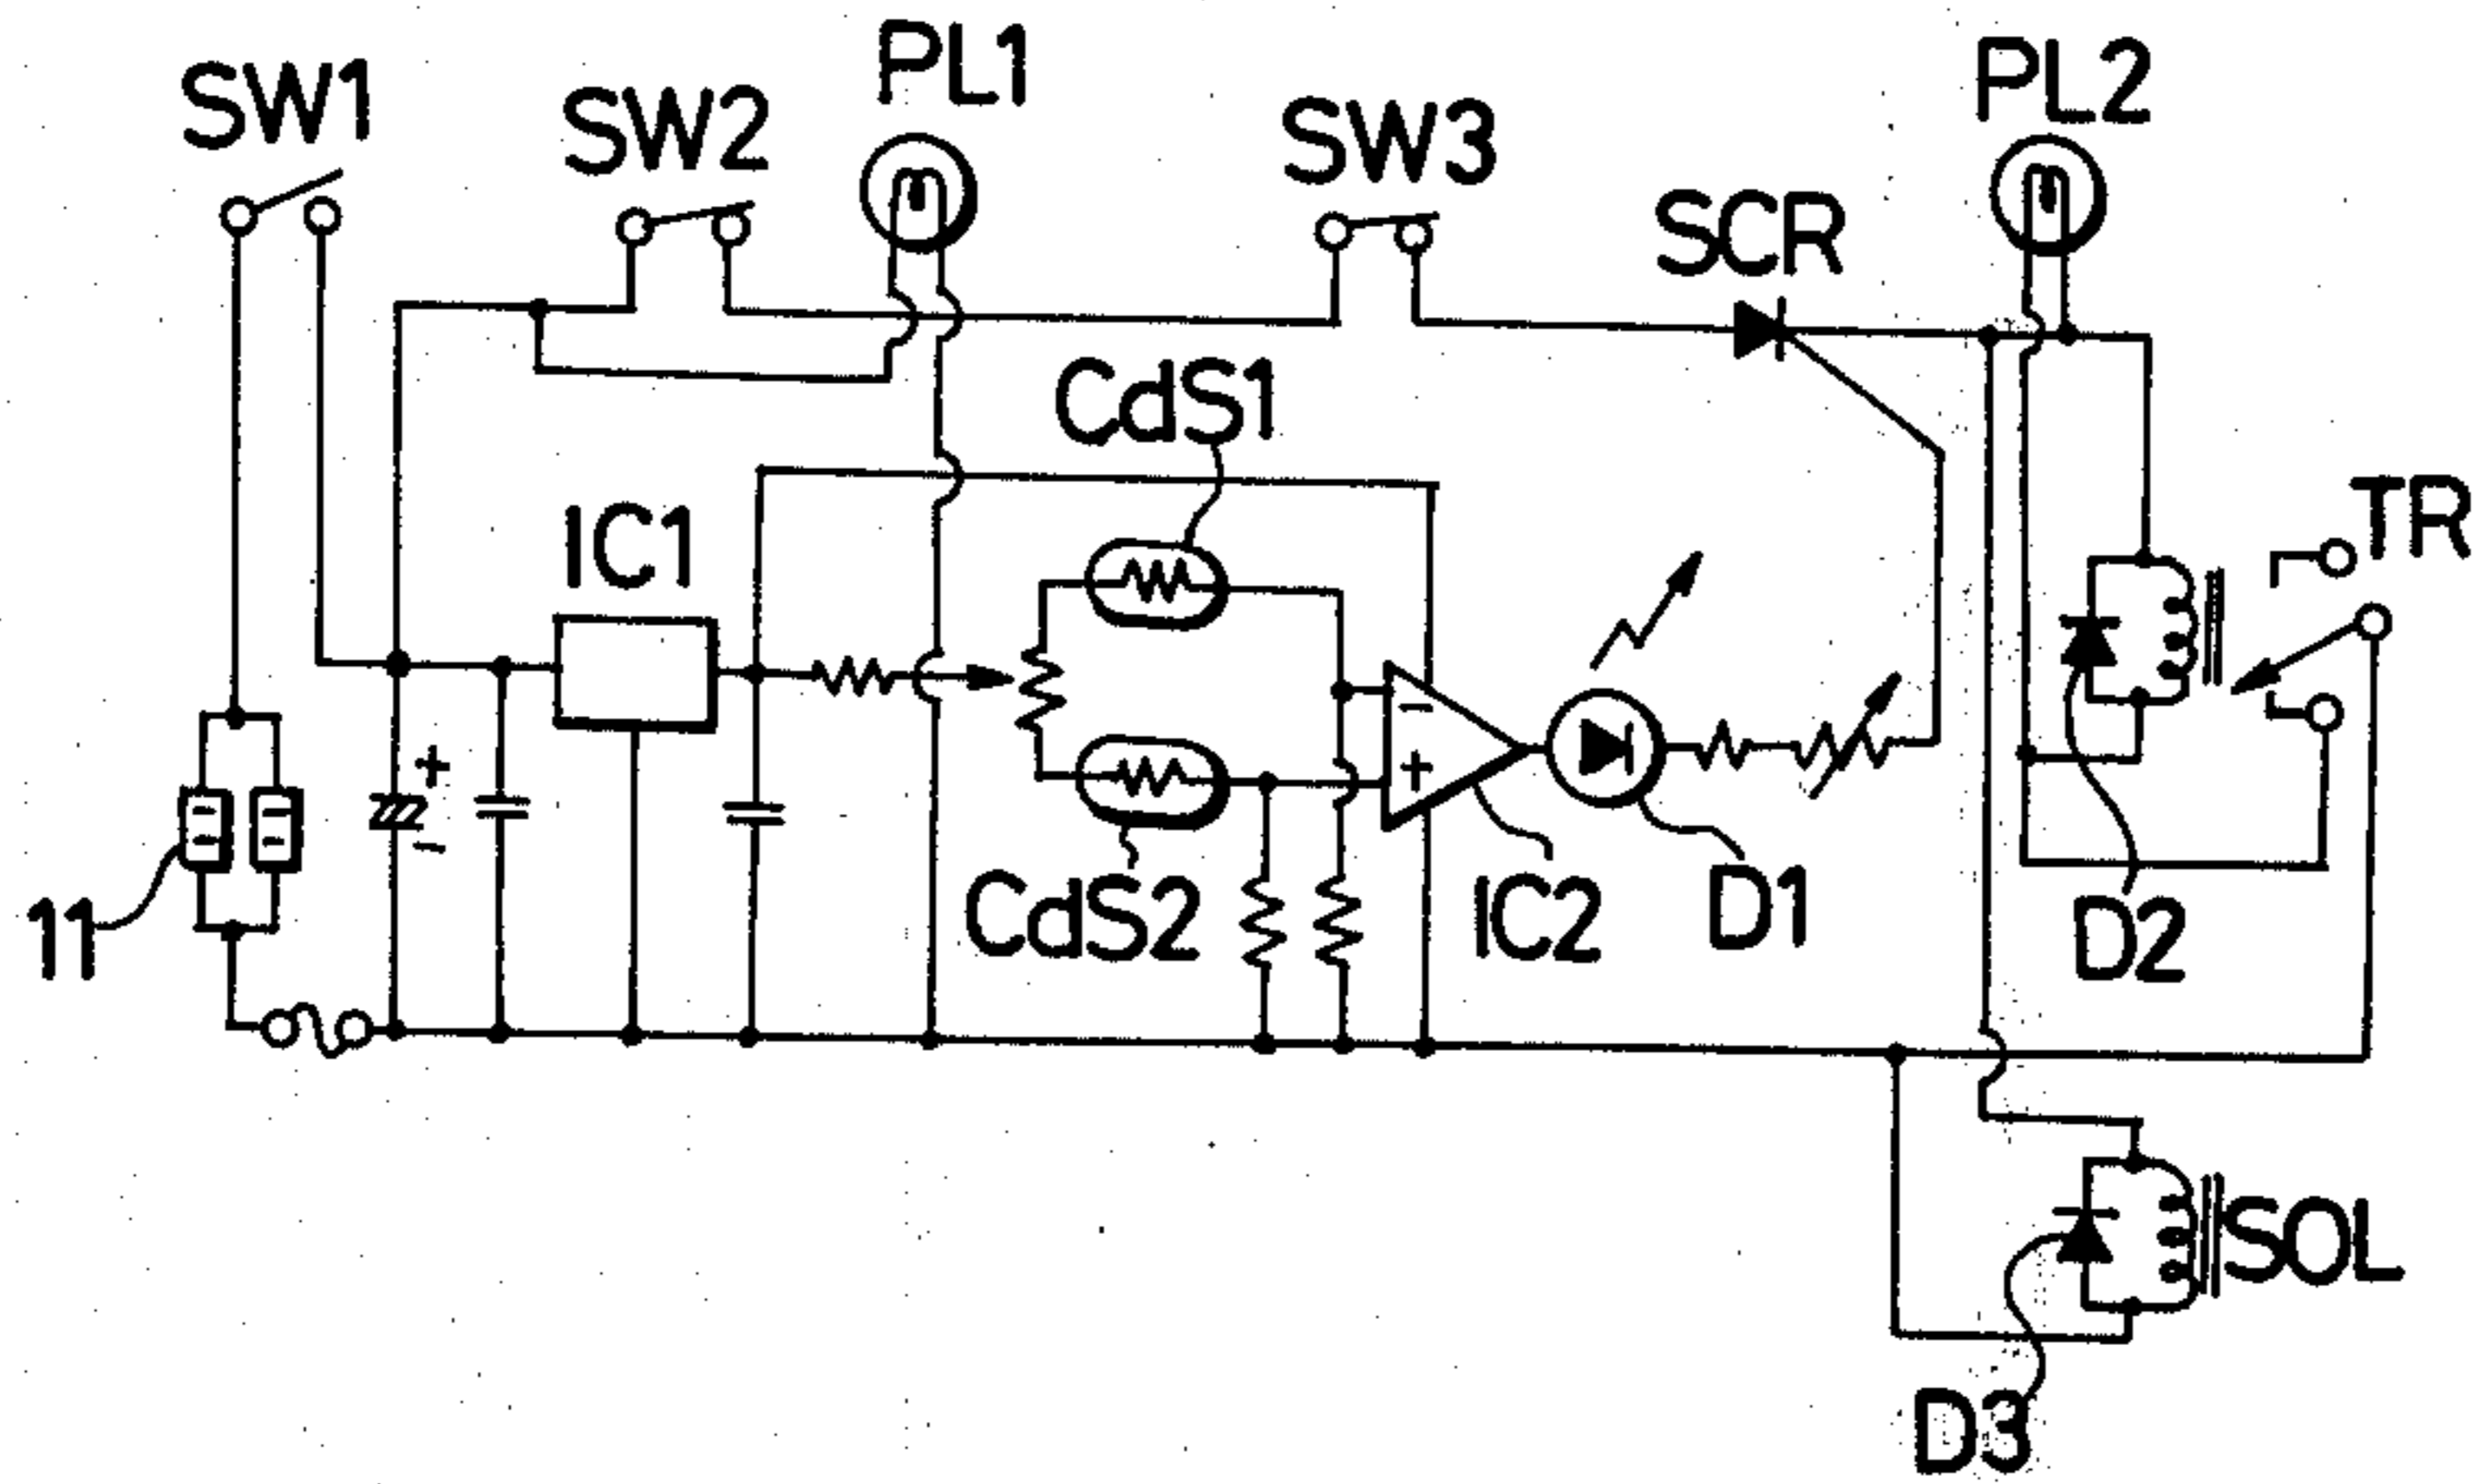 SW1
SW2
PL1
SW3
SCR
PL2
CdS1
IC1
TR
+
-
-
+
11
CdS2
IC2
D1
D2
SOL
D3